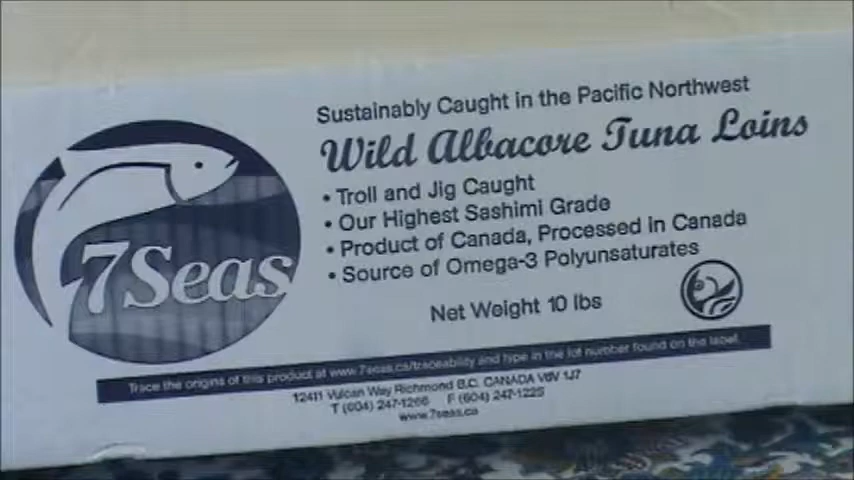 Sustainably Caught in the Pacific Northwest
Wild Albacore Tuna Loins
• Troll and Jig Caught
• Our Highest Sashimi Grade
• Product of Canada, Processed in Canada
• Source of Omega-3 Polyunsaturates
7Seas
Net Weight 10 lbs
Trace the origins of this product at www.7seas.ca/traceability and type in the lot number found on the label.
12411 Vulcan Way Richmond B.C. CANADA V6V 1J7
T (604) 247-1266 F (604) 247-1225
www.7seas.ca